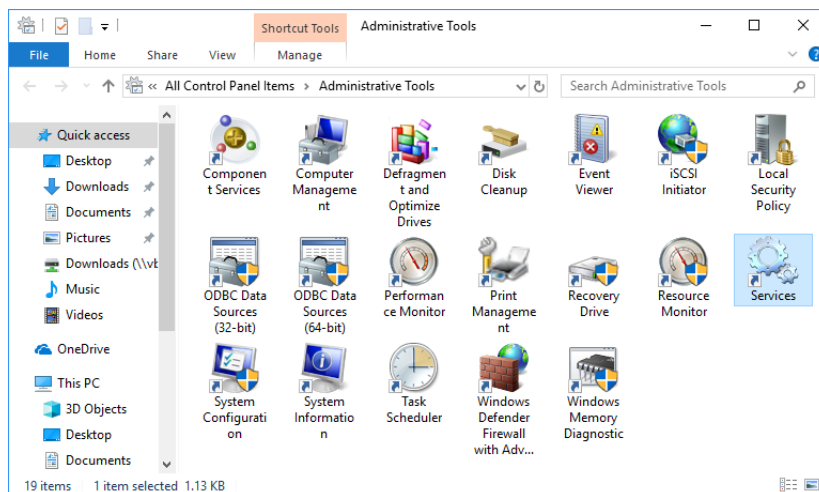 Shortcut Tools
Administrative Tools
File
Home
Share
View
Manage
« All Control Panel Items › Administrative Tools
Search Administrative Tools
Quick access
Desktop
Downloads
Documents
Pictures
Downloads (\\vb
Music
Videos
OneDrive
This PC
3D Objects
Desktop
Documents
Componen
t Services
Computer
Manageme
nt
Defragmen
t and
Optimize
Drives
Disk
Cleanup
Event
Viewer
iSCSI
Initiator
Local
Security
Policy
ODBC Data
Sources
(32-bit)
ODBC Data
Sources
(64-bit)
Performan
ce Monitor
Print
Manageme
nt
Recovery
Drive
Resource
Monitor
Services
System
Configurati
on
System
Informatio
n
Task
Scheduler
Windows
Defender
Firewall
with Adv...
Windows
Memory
Diagnostic
19 items
1 item selected 1.13 KB